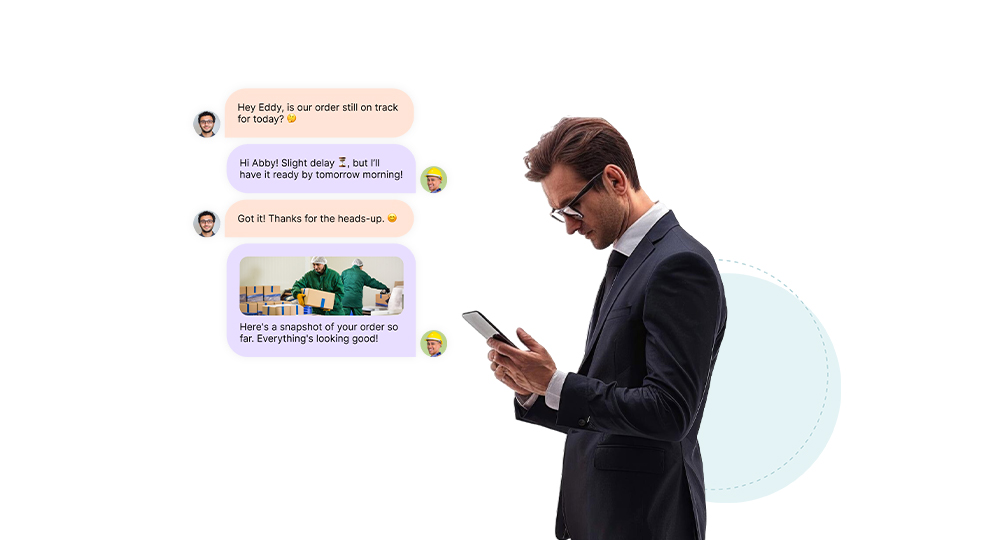 Hey Eddy, is our order still on track
for today? 🤔
Hi Abby! Slight delay ⏳, but I'll
have it ready by tomorrow morning!
Got it! Thanks for the heads-up. 😊
Here's a snapshot of your order so
far. Everything's looking good!